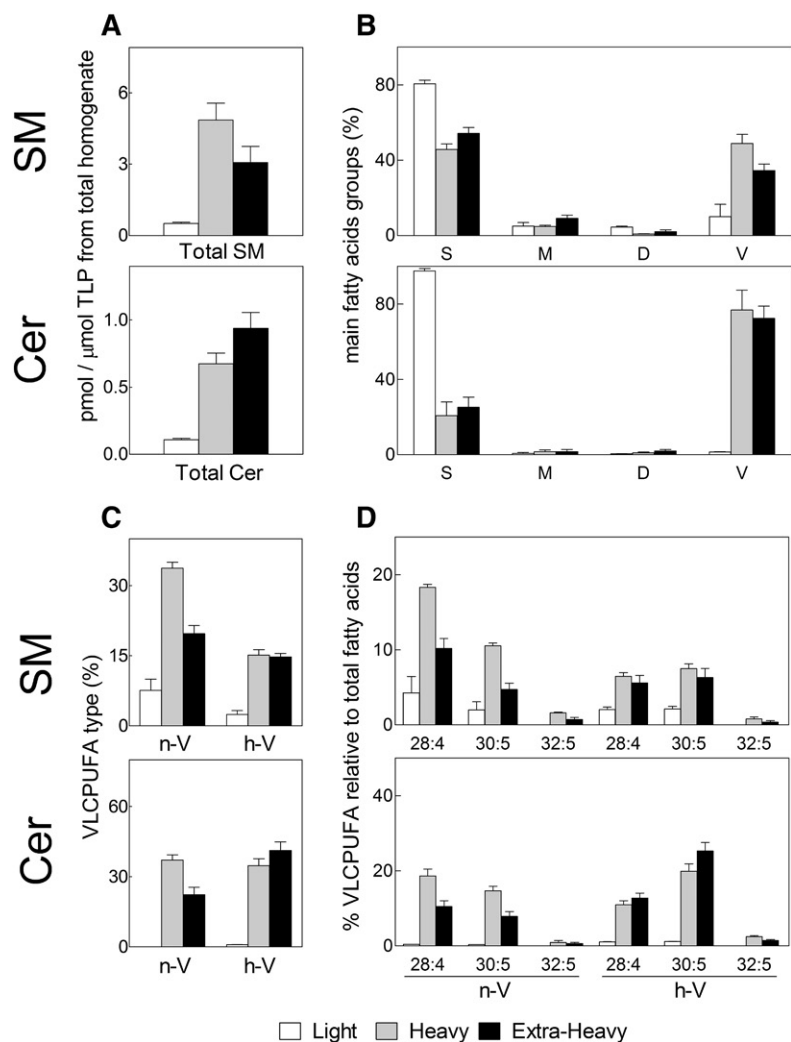 A
B
SM
Cer
pmol / μmol TLP from total homogenate
6
3
0
Total SM
1.0
0.5
0.0
Total Cer
main fatty acids groups (%)
80
40
0
S M D V
80
40
0
S M D V
C
D
SM
Cer
VLCPUFA type (%)
30
15
0
n-V h-V
60
40
20
0
n-V h-V
% VLCPUFA relative to total fatty acids
20
10
0
28:4 30:5 32:5 28:4 30:5 32:5
40
20
0
28:4 30:5 32:5 28:4 30:5 32:5
n-V h-V
Light Heavy Extra-Heavy